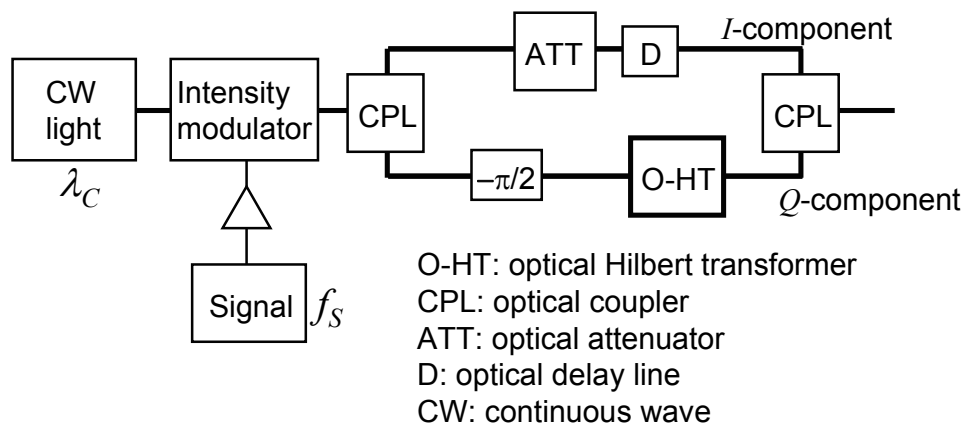 CW
light
λC
Intensity
modulator
Signal
fS
CPL
ATT
D
I-component
CPL
–π/2
O-HT
Q-component
O-HT: optical Hilbert transformer
CPL: optical coupler
ATT: optical attenuator
D: optical delay line
CW: continuous wave